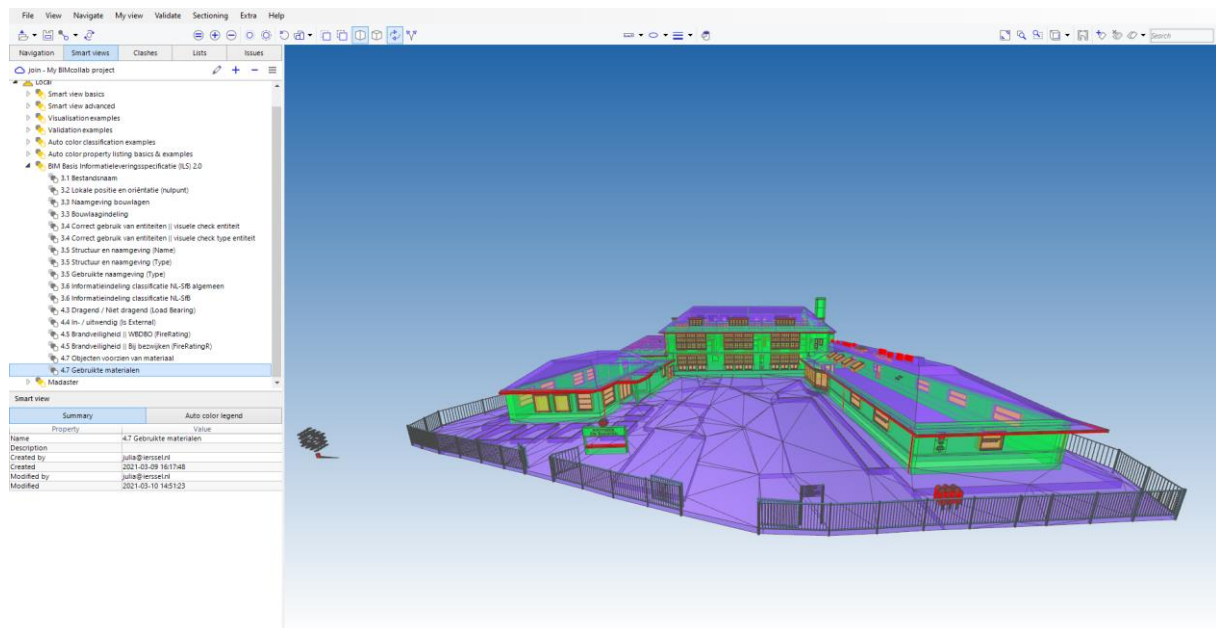 File View Navigate My view Validate Sectioning Extra Help
Search
Navigation Smart views Clashes Lists Issues
Join - My BIMcollab project
Local
Smart view basics
Smart view advanced
Visualisation examples
Validation examples
Auto color classification examples
Auto color property listing basics & examples
BIM Basis Informatieleveringsspecificatie (ILS) 2.0
3.1 Bestandsnaam
3.2 Lokale positie en oriëntatie (nulpunt)
3.3 Naamgeving bouwlagen
3.3 Bouwlaagindeling
3.4 Correct gebruik van entiteiten || visuele check entiteit
3.4 Correct gebruik van entiteiten || visuele check type entiteit
3.5 Structuur en naamgeving (Name)
3.5 Structuur en naamgeving (Type)
3.5 Gebruikte naamgeving (Type)
3.6 Informatieindeling classificatie NL-SfB algemeen
3.6 Informatieindeling classificatie NL-SfB
4.3 Dragend / Niet dragend (Load Bearing)
4.4 In- / uitwendig (Is External)
4.5 Brandveiligheid || WBDBO (FireRating)
4.5 Brandveiligheid || Bij bezwijken (FireRatingR)
4.7 Objecten voorzien van materiaal
4.7 Gebruikte materialen
Madaster
Smart view
Summary Auto color legend
Property Value
Name 4.7 Gebruikte materialen
Description
Created by julia@ierssel.nl
Created 2021-03-09 16:17:48
Modified by julia@ierssel.nl
Modified 2021-03-10 14:51:23